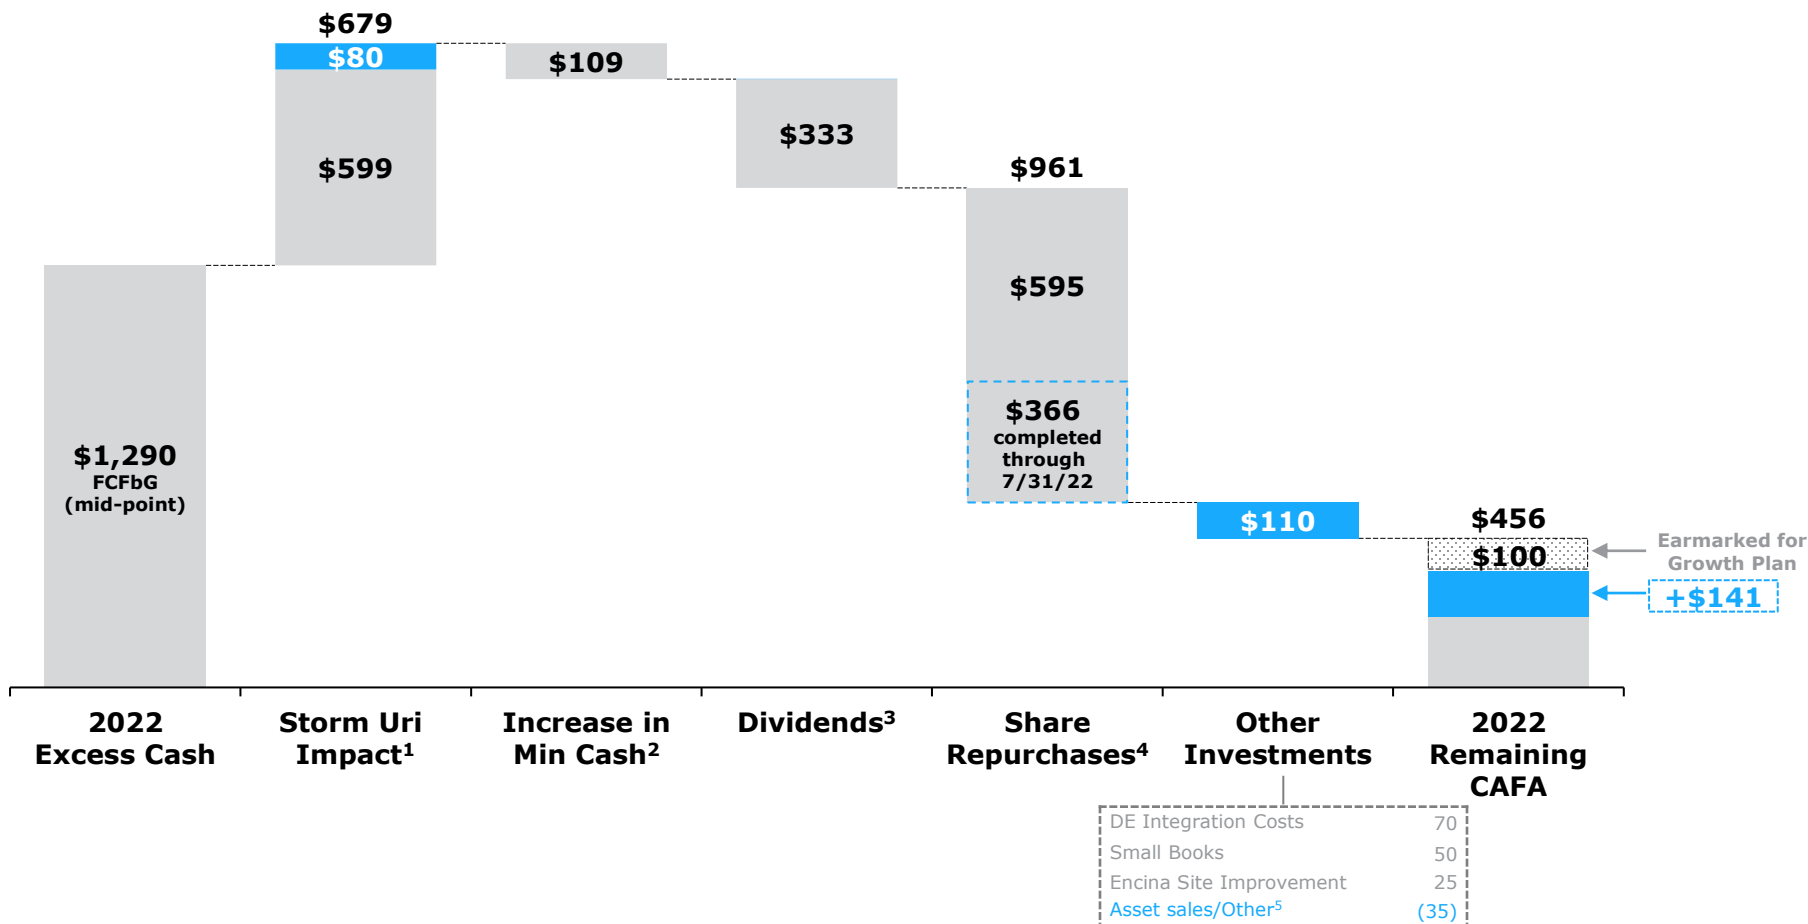 $679
$80
$599
$109
$333
$961
$595
$366
completed
through
7/31/22
$1,290
FCFbG
(mid-point)
$110
$456
$100
Earmarked for
Growth Plan
+$141
2022
Excess Cash
Storm Uri
Impact¹
Increase in
Min Cash²
Dividends³
Share
Repurchases⁴
Other
Investments
2022
Remaining
CAFA
DE Integration Costs 70
Small Books 50
Encina Site Improvement 25
Asset sales/Other⁵ (35)